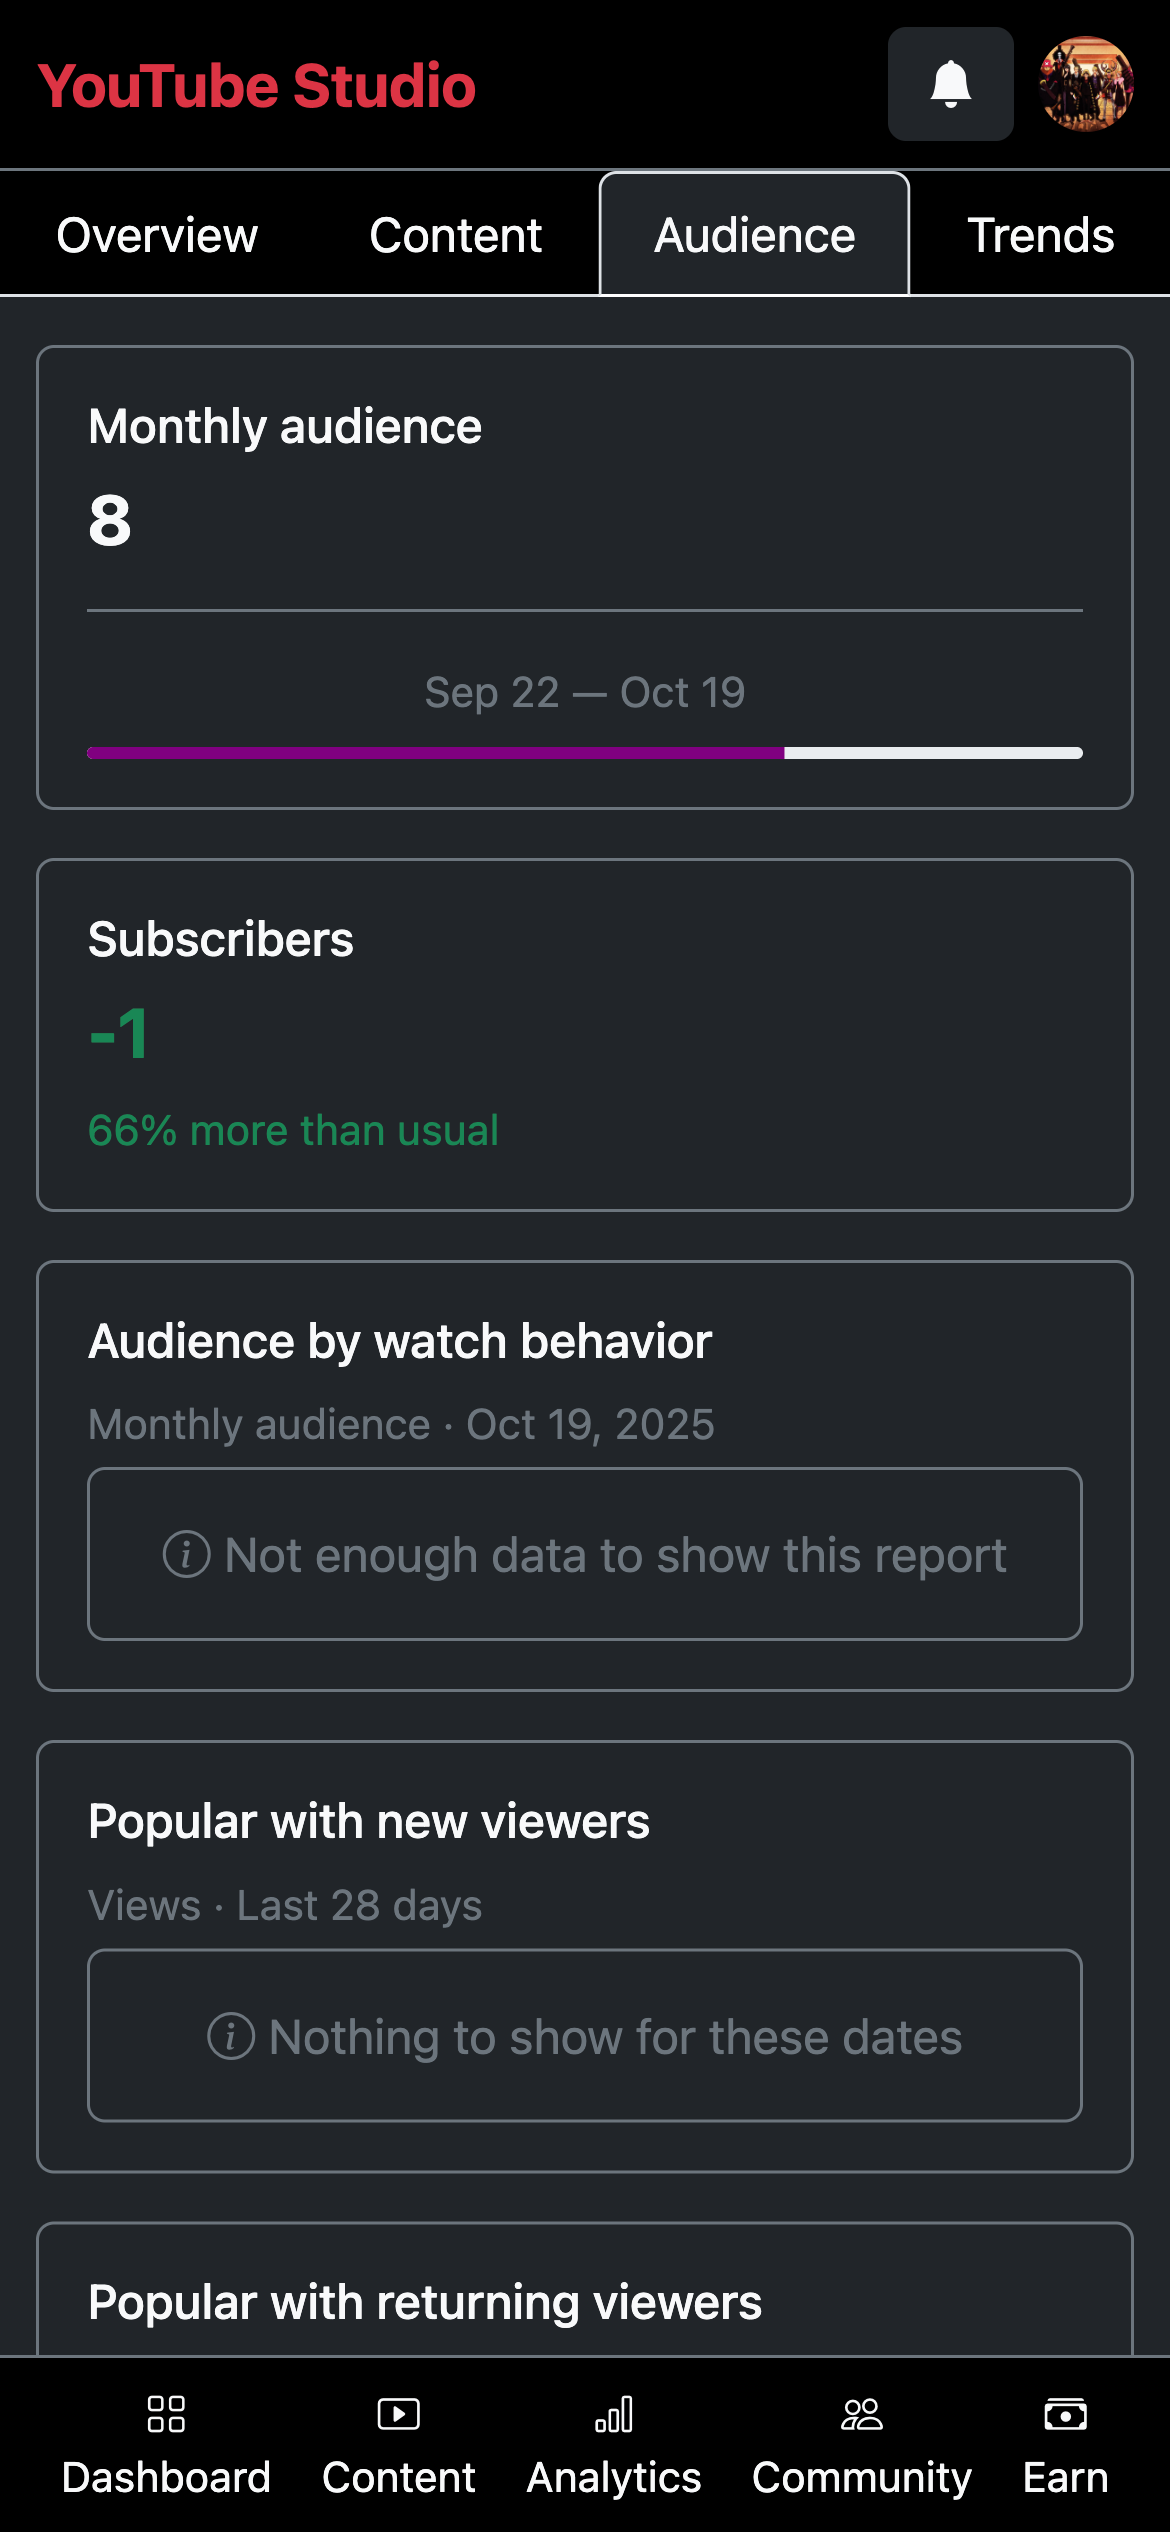 YouTube Studio
Overview
Content
Audience
Trends
Monthly audience
8
Sep 22 — Oct 19
Subscribers
-1
66% more than usual
Audience by watch behavior
Monthly audience · Oct 19, 2025
Not enough data to show this report
Popular with new viewers
Views · Last 28 days
Nothing to show for these dates
Popular with returning viewers
Dashboard
Content
Analytics
Community
Earn